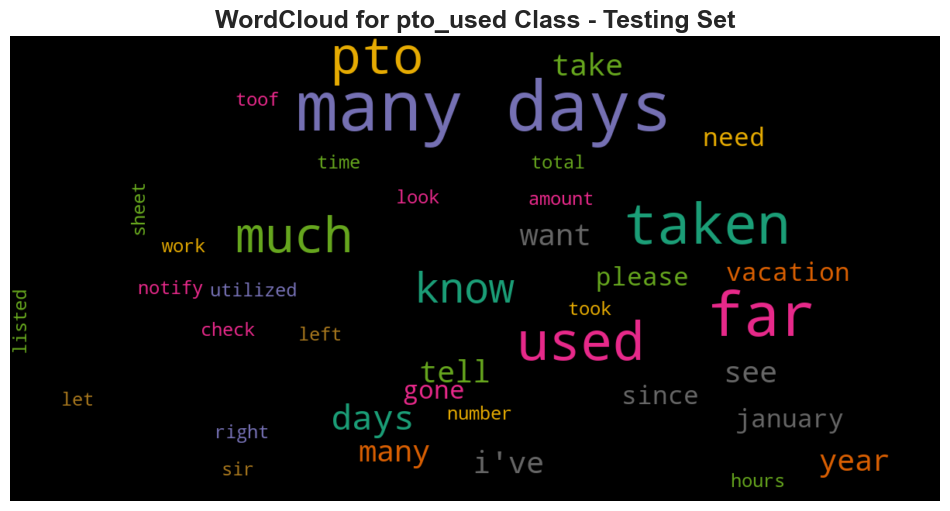 WordCloud for pto_used Class - Testing Set
pto
take
toof
many days
need
time
total
sheet
look
amount
much
work
want
taken
know
please
vacation
notify
utilized
listed
check
left
took
used
far
tell
gone
see
let
days
number
since
january
right
many
i've
year
sir
hours